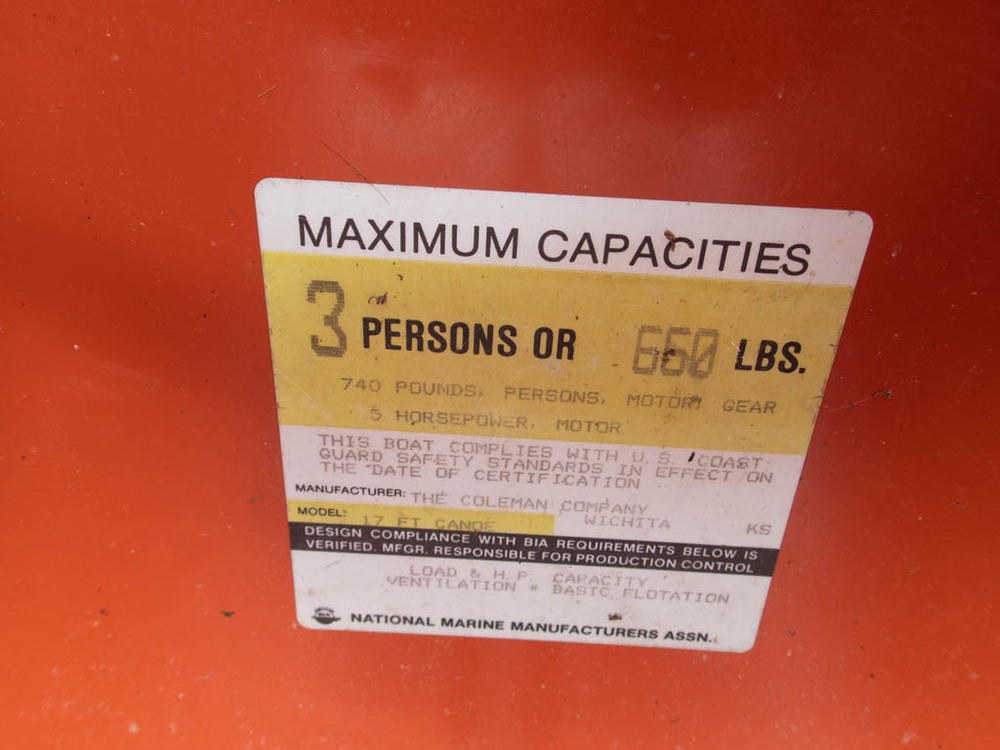 MAXIMUM CAPACITIES
3 PERSONS OR 660 LBS.
740 POUNDS, PERSONS, MOTOR, GEAR
5 HORSEPOWER, MOTOR
THIS BOAT COMPLIES WITH U.S. COAST
GUARD SAFETY STANDARDS IN EFFECT ON
THE DATE OF CERTIFICATION
MANUFACTURER: THE COLEMAN COMPANY
MODEL: 17 FT CANOE WICHITA KS
DESIGN COMPLIANCE WITH BIA REQUIREMENTS BELOW IS
VERIFIED. MFGR. RESPONSIBLE FOR PRODUCTION CONTROL
LOAD & H.P. CAPACITY
VENTILATION * BASIC FLOTATION
NATIONAL MARINE MANUFACTURERS ASSN.